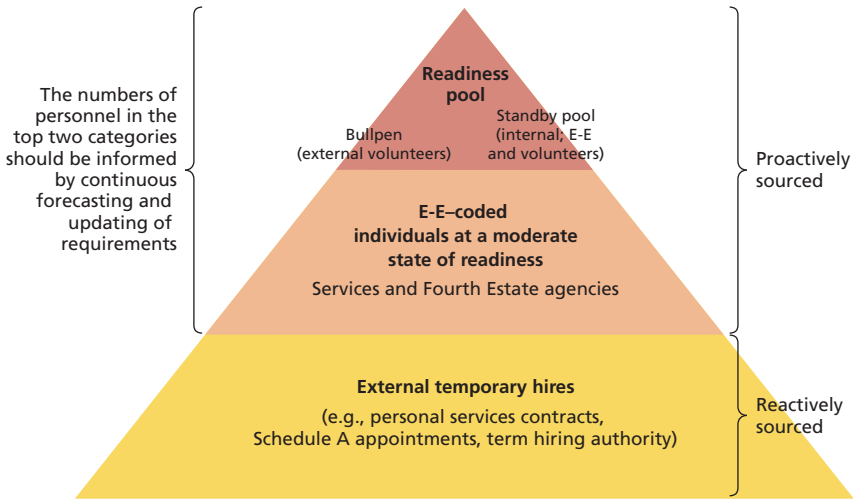 The numbers of
personnel in the
top two categories
should be informed
by continuous
forecasting and
updating of
requirements
Readiness
pool
Bullpen
(external volunteers)
Standby pool
(internal; E-E
and volunteers)
E-E–coded
individuals at a moderate
state of readiness
Services and Fourth Estate agencies
External temporary hires
(e.g., personal services contracts,
Schedule A appointments, term hiring authority)
Proactively
sourced
Reactively
sourced